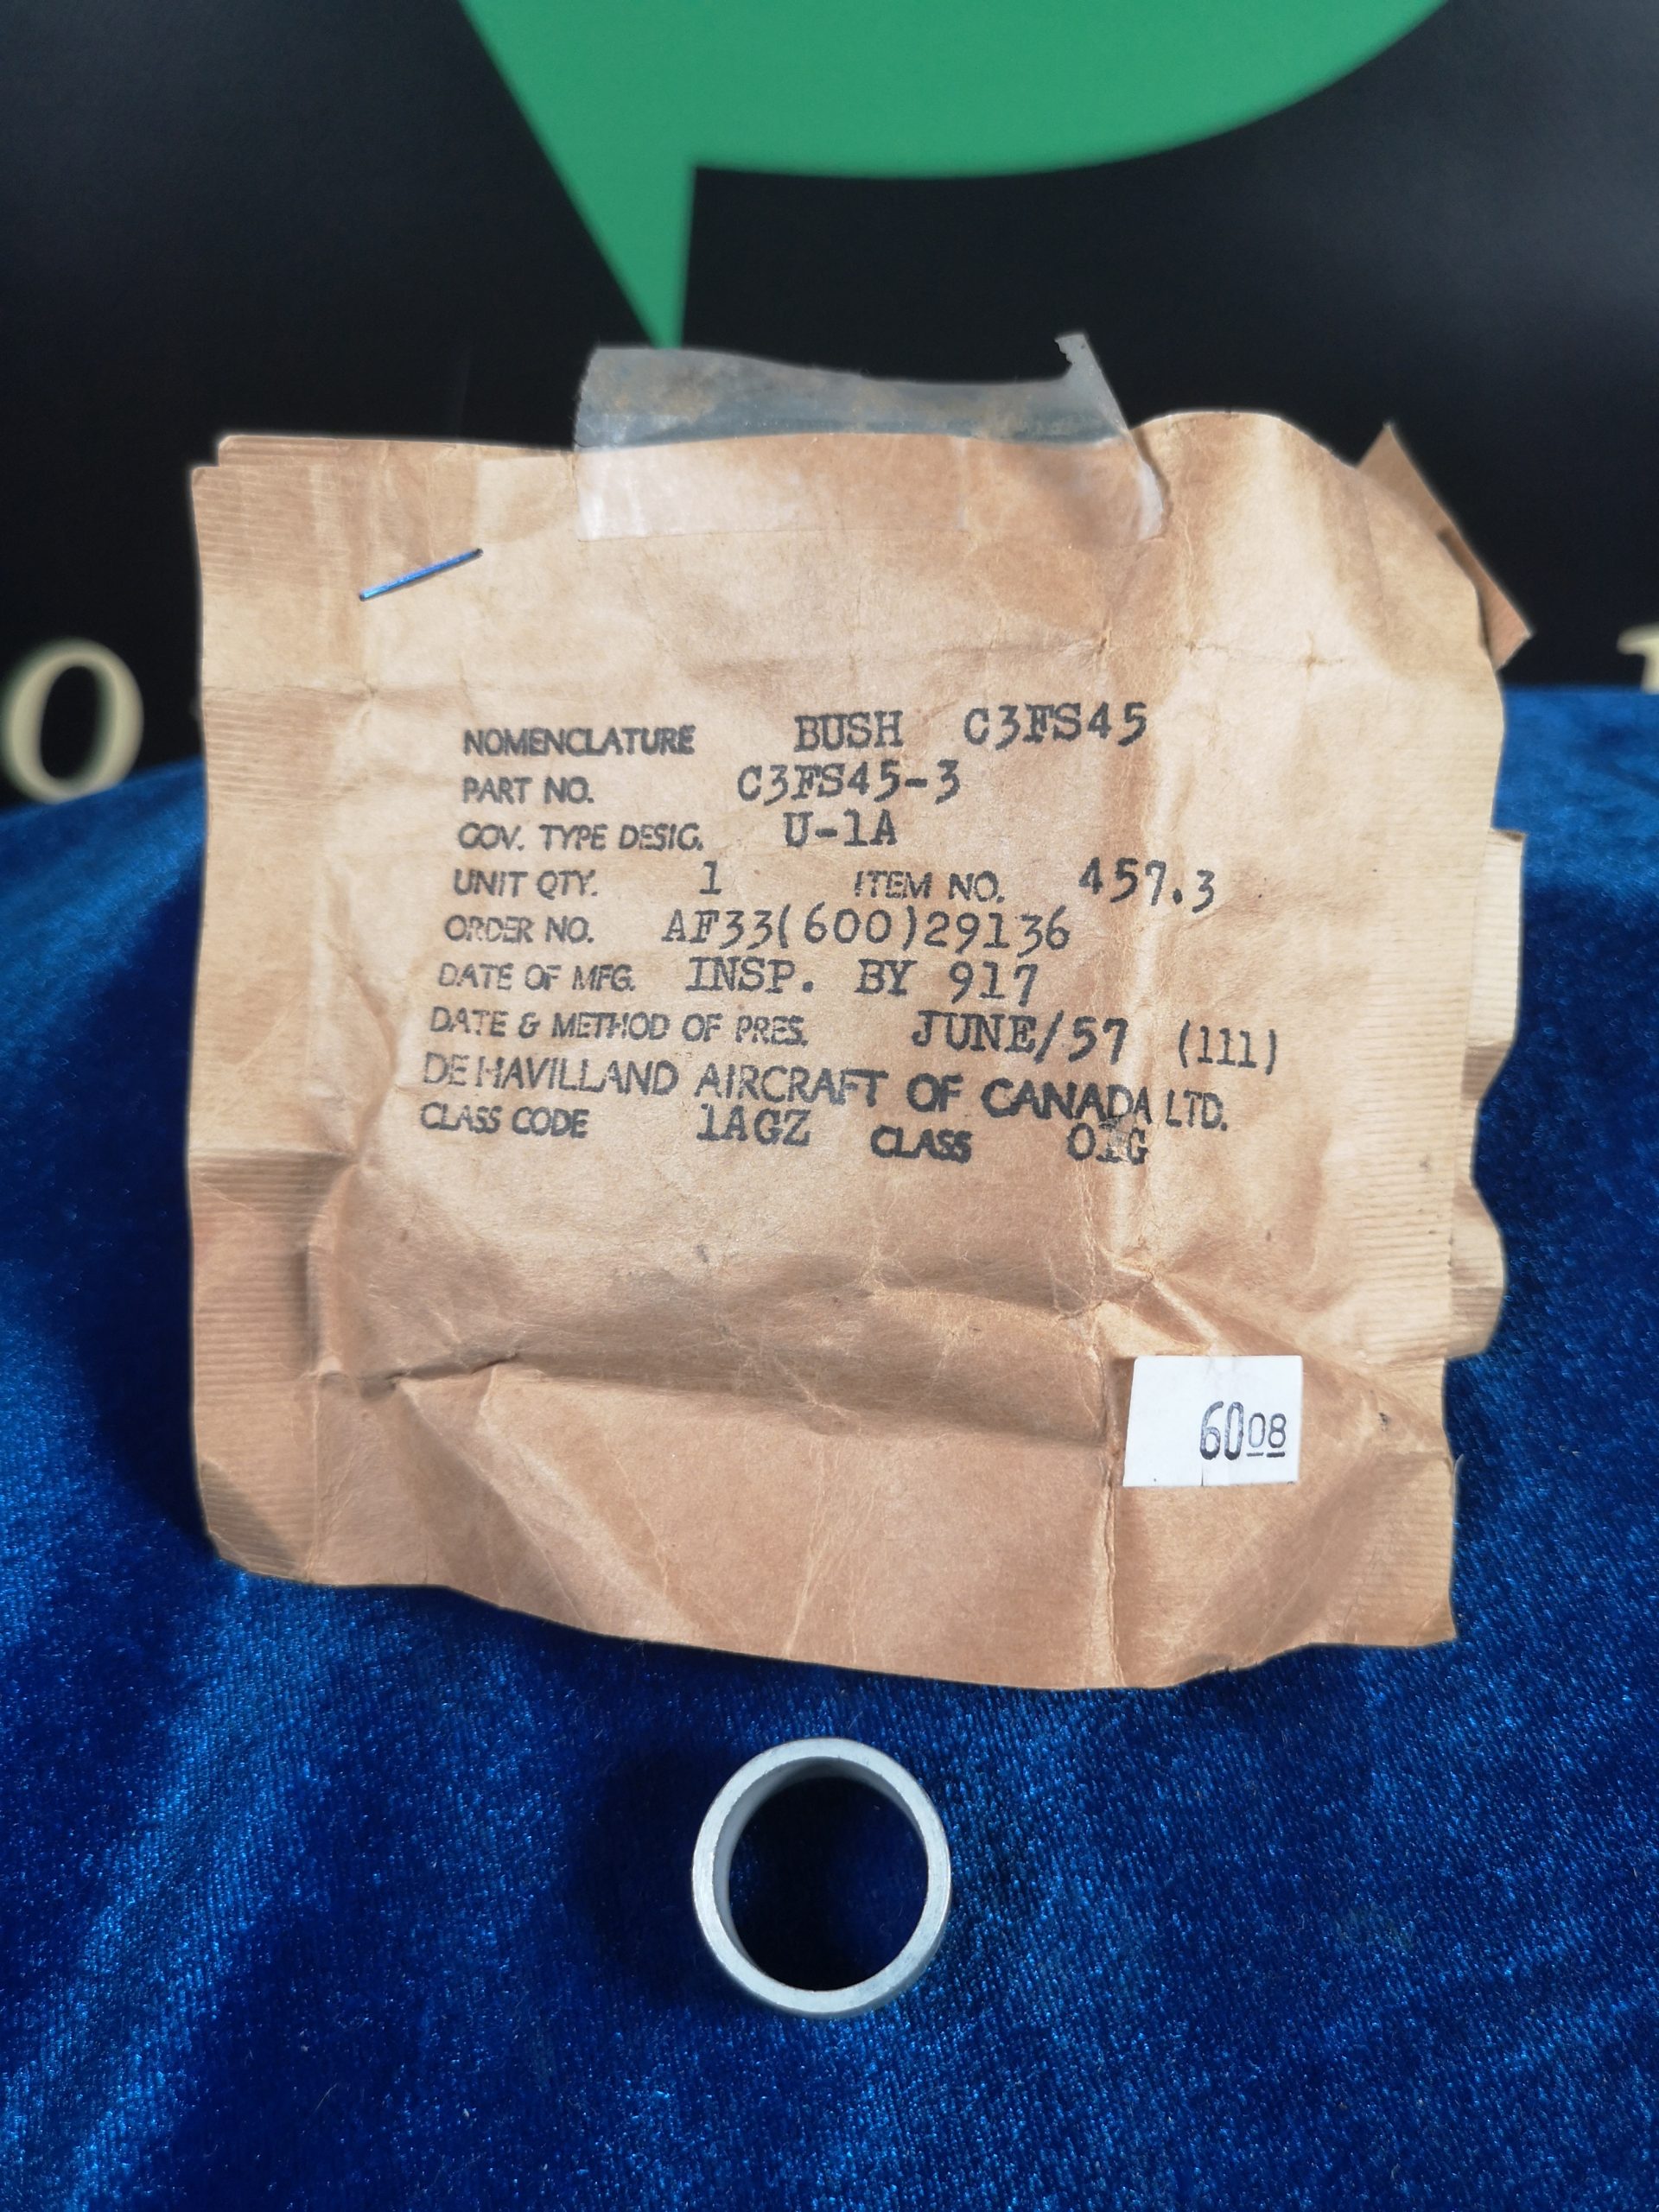 O
NOMENCLATURE BUSH C3FS45
PART NO. C3FS45-3
GOV. TYPE DESIG. U-1A
UNIT QTY. 1 ITEM NO. 457.3
ORDER NO. AF33(600)29136
DATE OF MFG. INSP. BY 917
DATE & METHOD OF PRES. JUNE/57 (111)
DE HAVILLAND AIRCRAFT OF CANADA LTD.
CLASS CODE 1AGZ CLASS 01G
6008